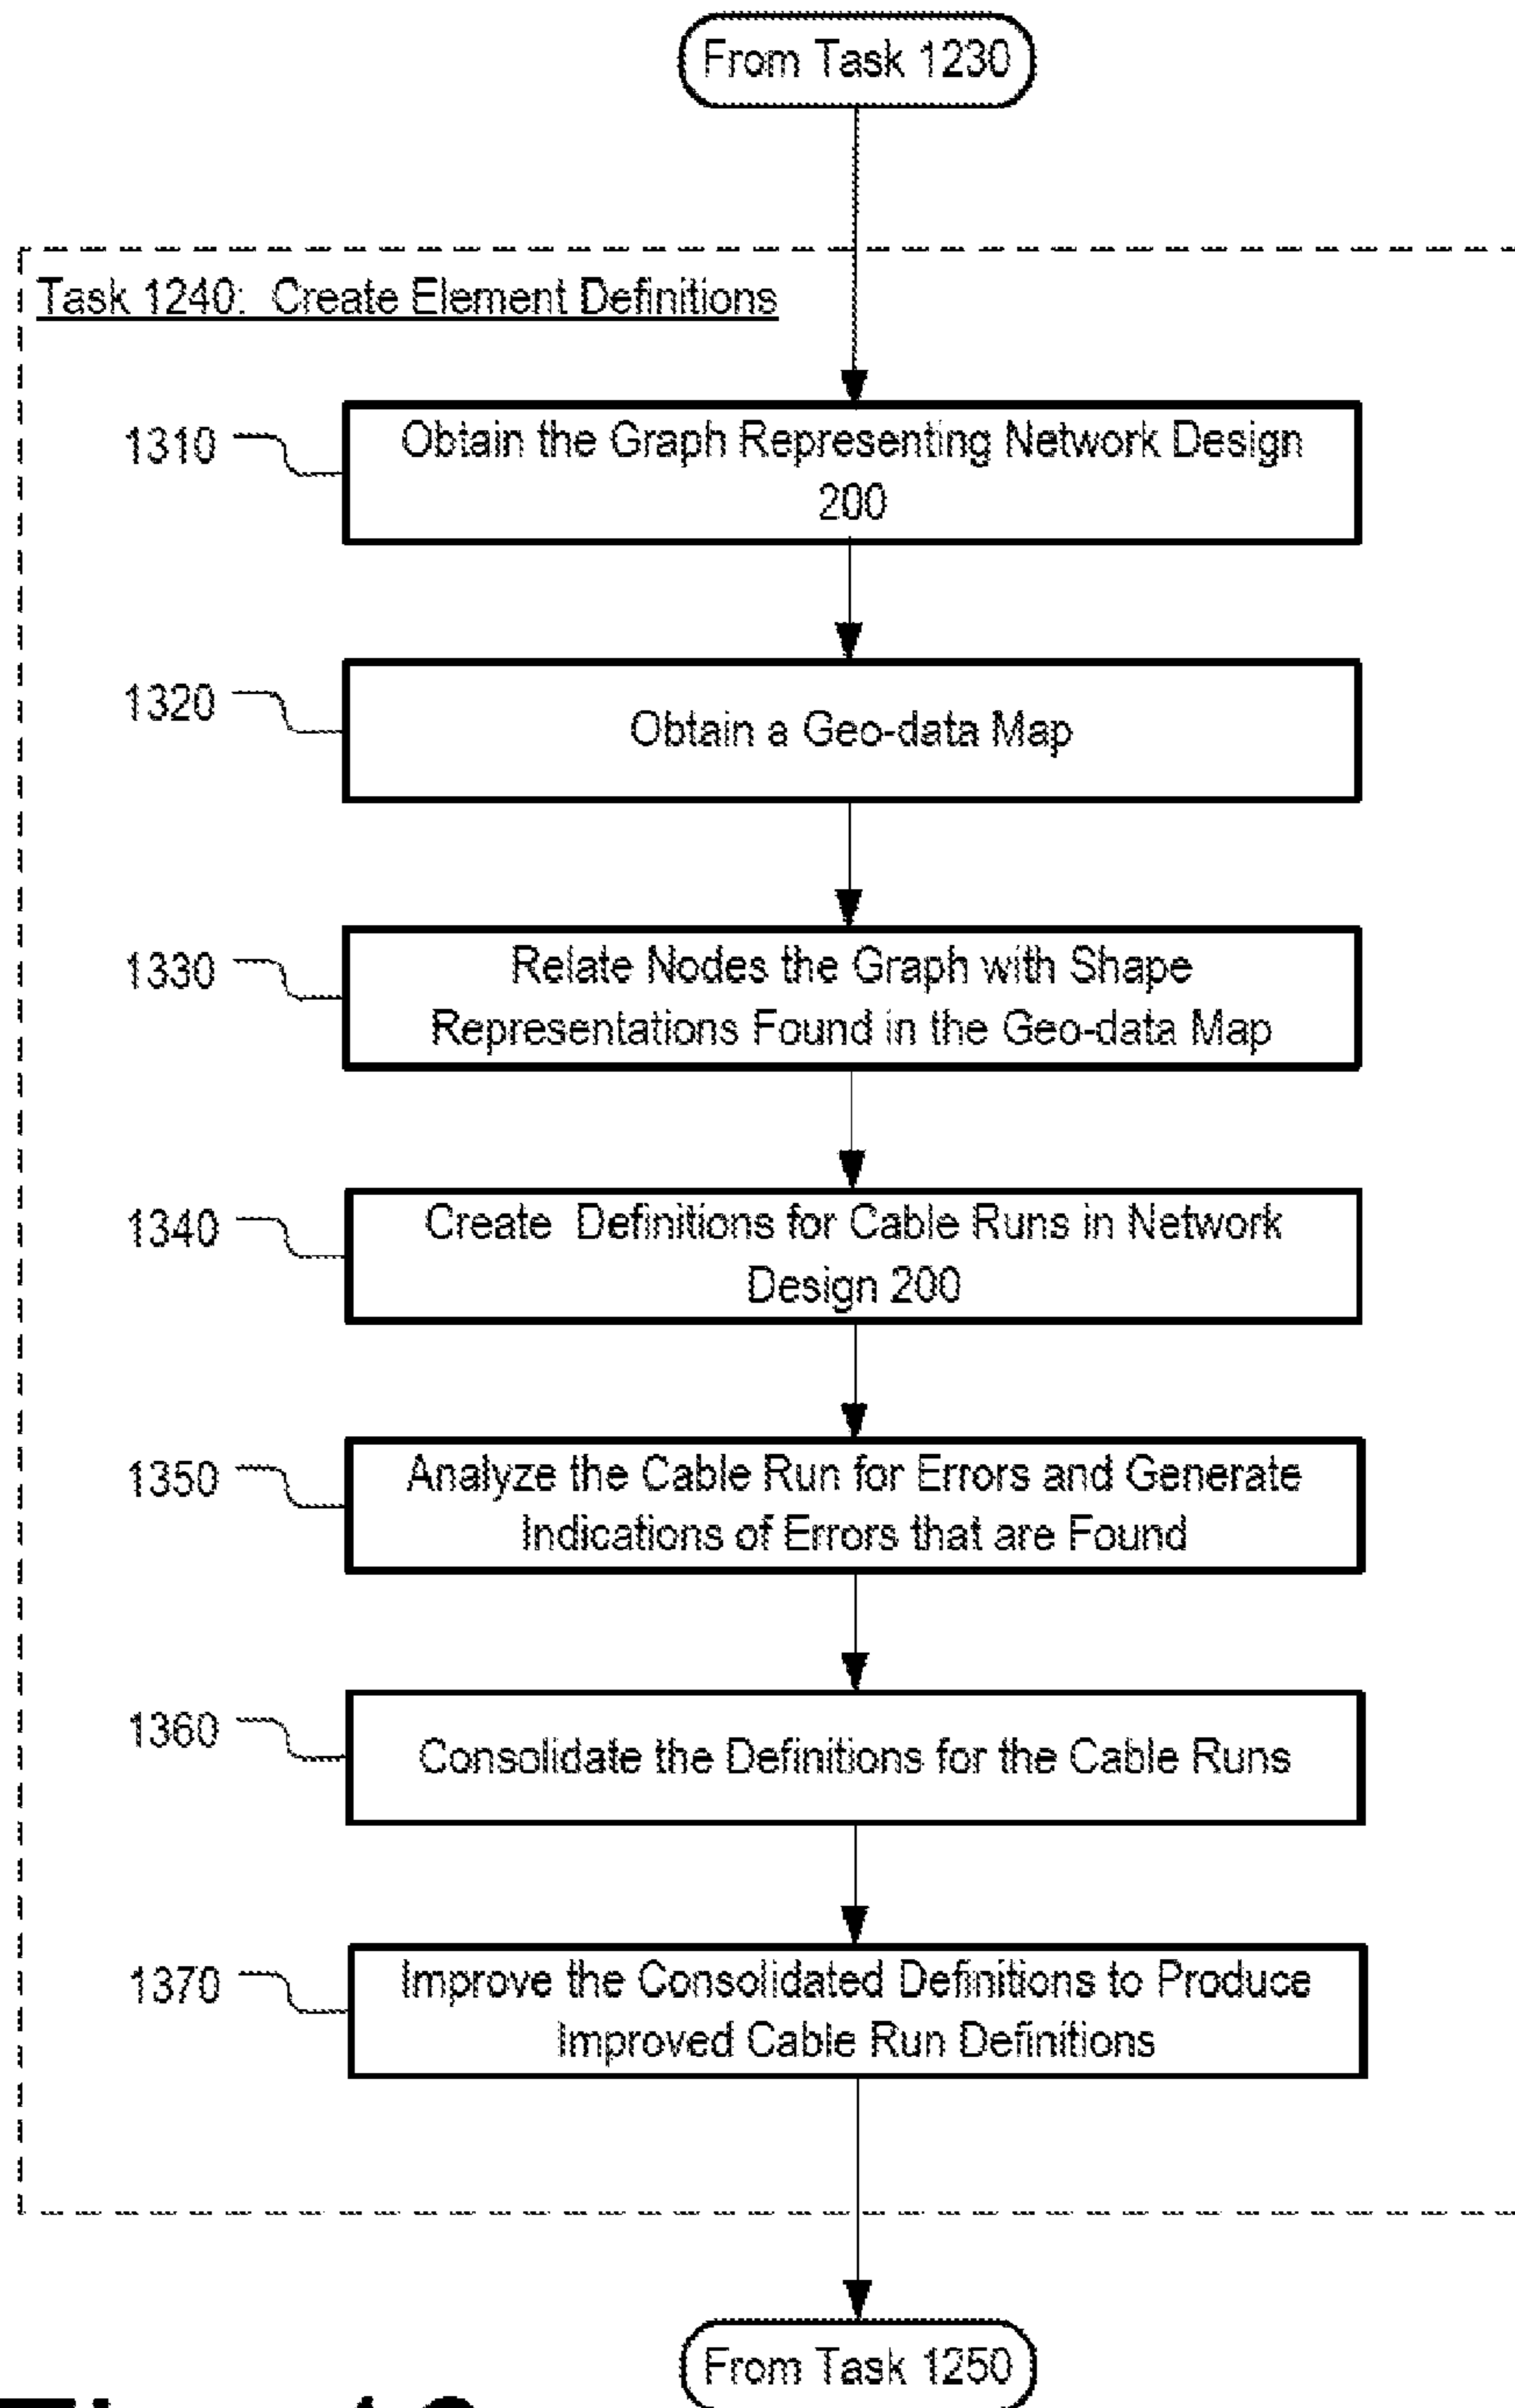 From Task 1230
Task 1240: Create Element Definitions
1310
Obtain the Graph Representing Network Design
200
1320
Obtain a Geo-data Map
1330
Relate Nodes the Graph with Shape
Representations Found in the Geo-data Map
1340
Create Definitions for Cable Runs in Network
Design 200
1350
Analyze the Cable Run for Errors and Generate
Indications of Errors that are Found
1360
Consolidate the Definitions for the Cable Runs
1370
Improve the Consolidated Definitions to Produce
Improved Cable Run Definitions
From Task 1250